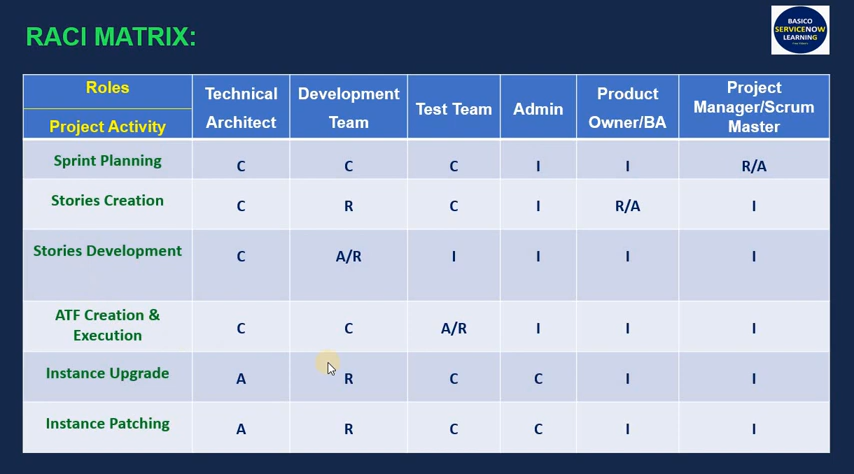 RACI MATRIX:
BASICO
SERVICENOW
LEARNING
Roles
Project Activity
Technical
Architect
Development
Team
Test Team
Admin
Product
Owner/BA
Project
Manager/Scrum
Master
Sprint Planning
C
C
C
I
I
R/A
Stories Creation
C
R
C
I
R/A
I
Stories Development
C
A/R
I
I
I
I
ATF Creation &
Execution
C
C
A/R
I
I
I
Instance Upgrade
A
R
C
C
I
I
Instance Patching
A
R
C
C
I
I